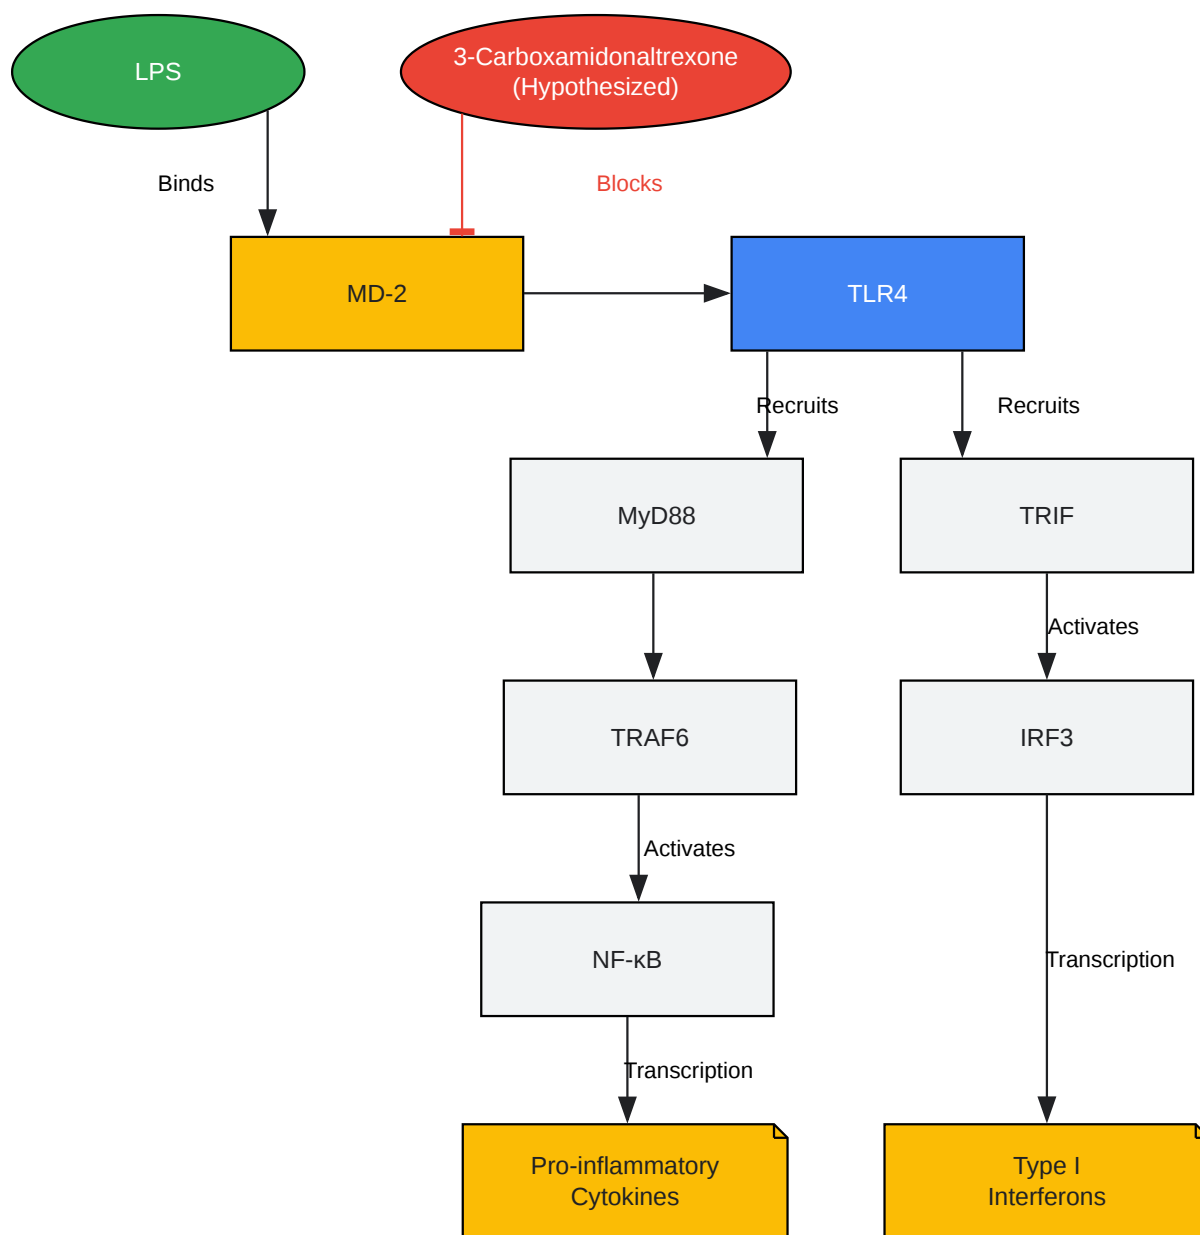 LPS
3-Carboxamidonaltrexone
(Hypothesized)
Binds
Blocks
MD-2
TLR4
Recruits
Recruits
MyD88
TRIF
Activates
TRAF6
IRF3
Activates
NF-κB
Transcription
Transcription
Pro-inflammatory
Cytokines
Type I
Interferons